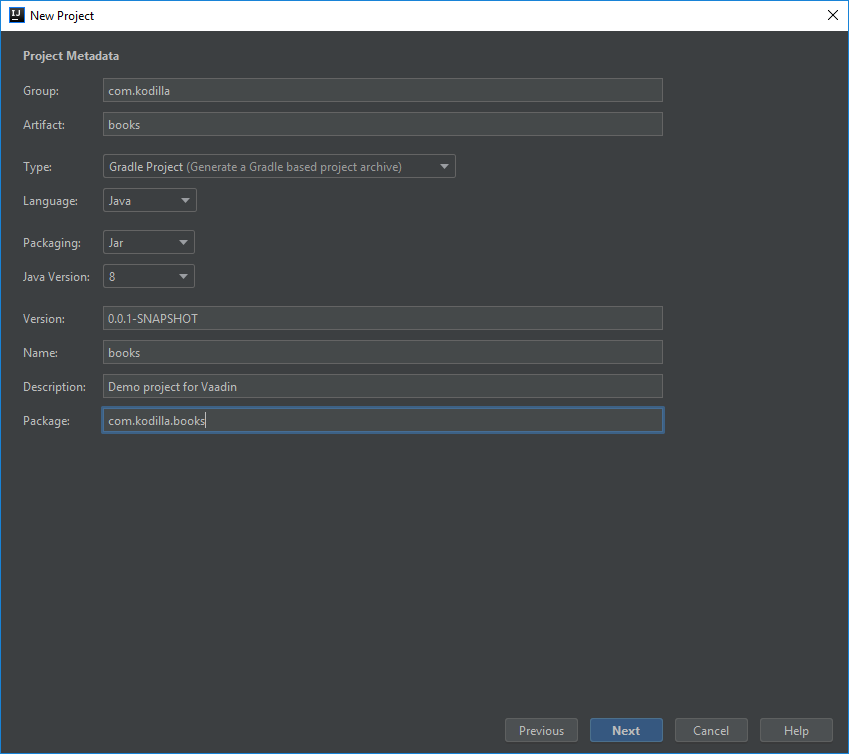 New Project
Project Metadata
Group: com.kodilla
Artifact: books
Type: Gradle Project (Generate a Gradle based project archive)
Language: Java
Packaging: Jar
Java Version: 8
Version: 0.0.1-SNAPSHOT
Name: books
Description: Demo project for Vaadin
Package: com.kodilla.books
Previous Next Cancel Help